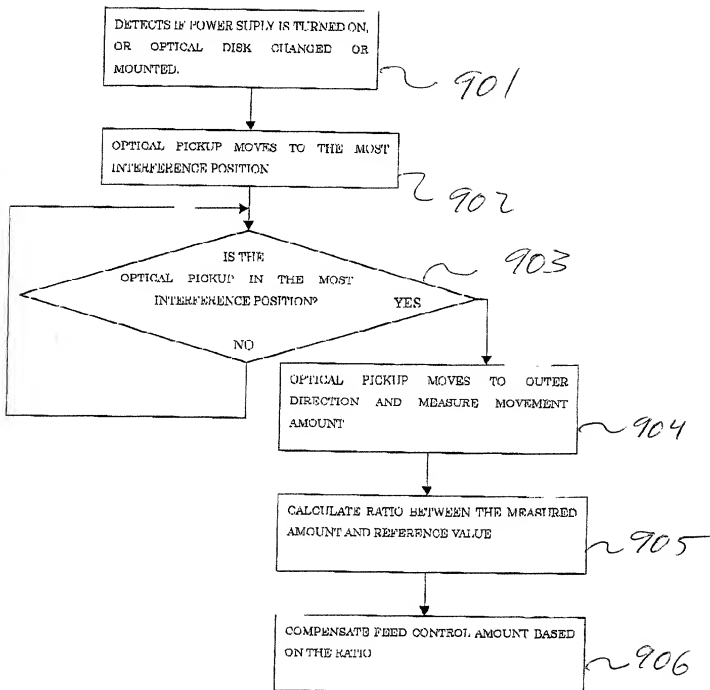 DETECTS IF POWER SUPLY IS TURNED ON,
OR OPTICAL DISK CHANGED OR
MOUNTED.
901
OPTICAL PICKUP MOVES TO THE MOST
INTERFERENCE POSITION
902
IS THE
OPTICAL PICKUP IN THE MOST
INTERFERENCE POSITION?
903
YES
NO
OPTICAL PICKUP MOVES TO OUTER
DIRECTION AND MEASURE MOVEMENT
AMOUNT
904
CALCULATE RATIO BETWEEN THE MEASURED
AMOUNT AND REFERENCE VALUE
905
COMPENSATE FEED CONTROL AMOUNT BASED
ON THE RATIO
906